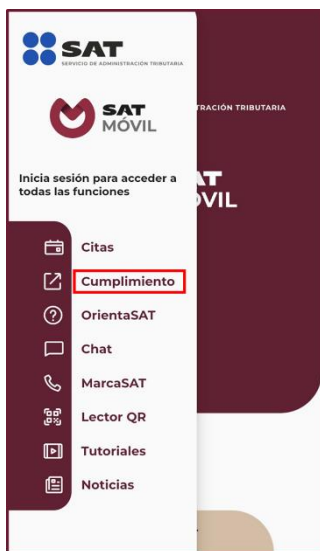 SAT
SERVICIO DE ADMINISTRACIÓN TRIBUTARIA
SAT
MÓVIL
TRACIÓN TRIBUTARIA
Inicia sesión para acceder a
todas las funciones
AT
ÓVIL
Citas
Cumplimiento
OrientaSAT
Chat
MarcaSAT
Lector QR
Tutoriales
Noticias